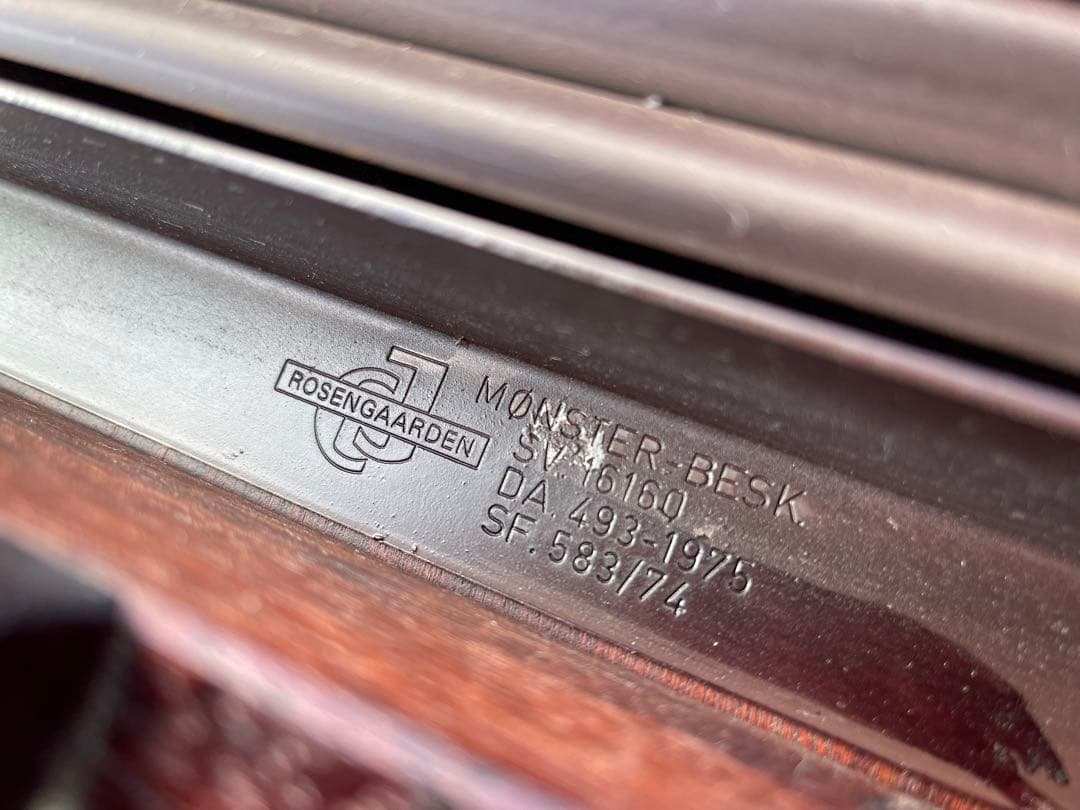 ROSENGAARDEN
MØNSTER-BESK.
SV. 16160
DA. 493-1975
SF. 583/74